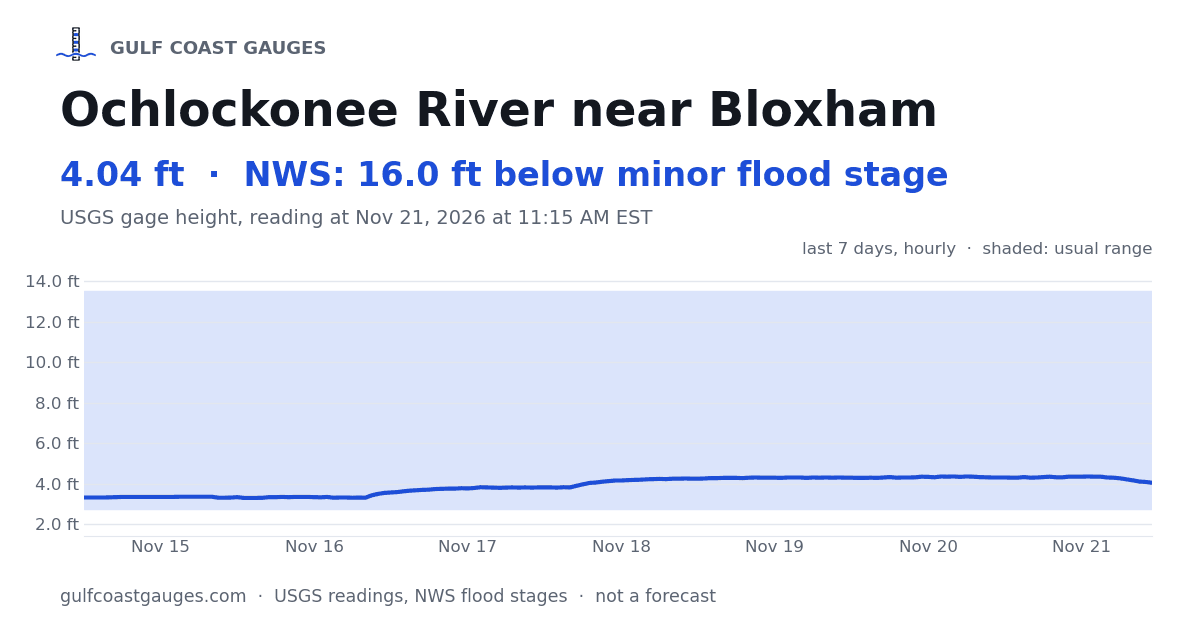 GULF COAST GAUGES
Ochlockonee River near Bloxham
4.04 ft · NWS: 16.0 ft below minor flood stage
USGS gage height, reading at Nov 21, 2026 at 11:15 AM EST
last 7 days, hourly · shaded: usual range
14.0 ft
12.0 ft
10.0 ft
8.0 ft
6.0 ft
4.0 ft
2.0 ft
Nov 15 Nov 16 Nov 17 Nov 18 Nov 19 Nov 20 Nov 21
gulfcoastgauges.com · USGS readings, NWS flood stages · not a forecast